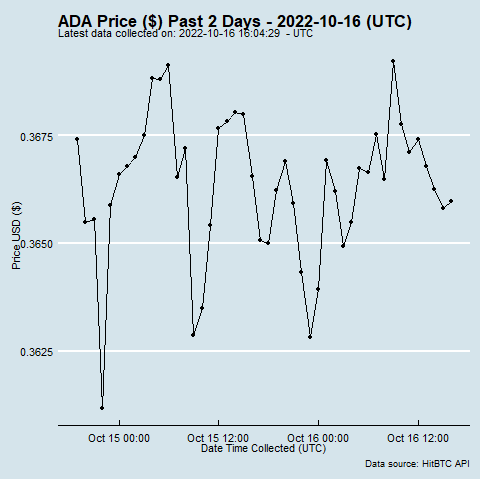 ADA Price ($) Past 2 Days - 2022-10-16 (UTC)
Latest data collected on: 2022-10-16 16:04:29  - UTC
Price USD ($)
0.3675
0.3650
0.3625
Oct 15 00:00 Oct 15 12:00 Oct 16 00:00 Oct 16 12:00
Date Time Collected (UTC)
Data source: HitBTC API